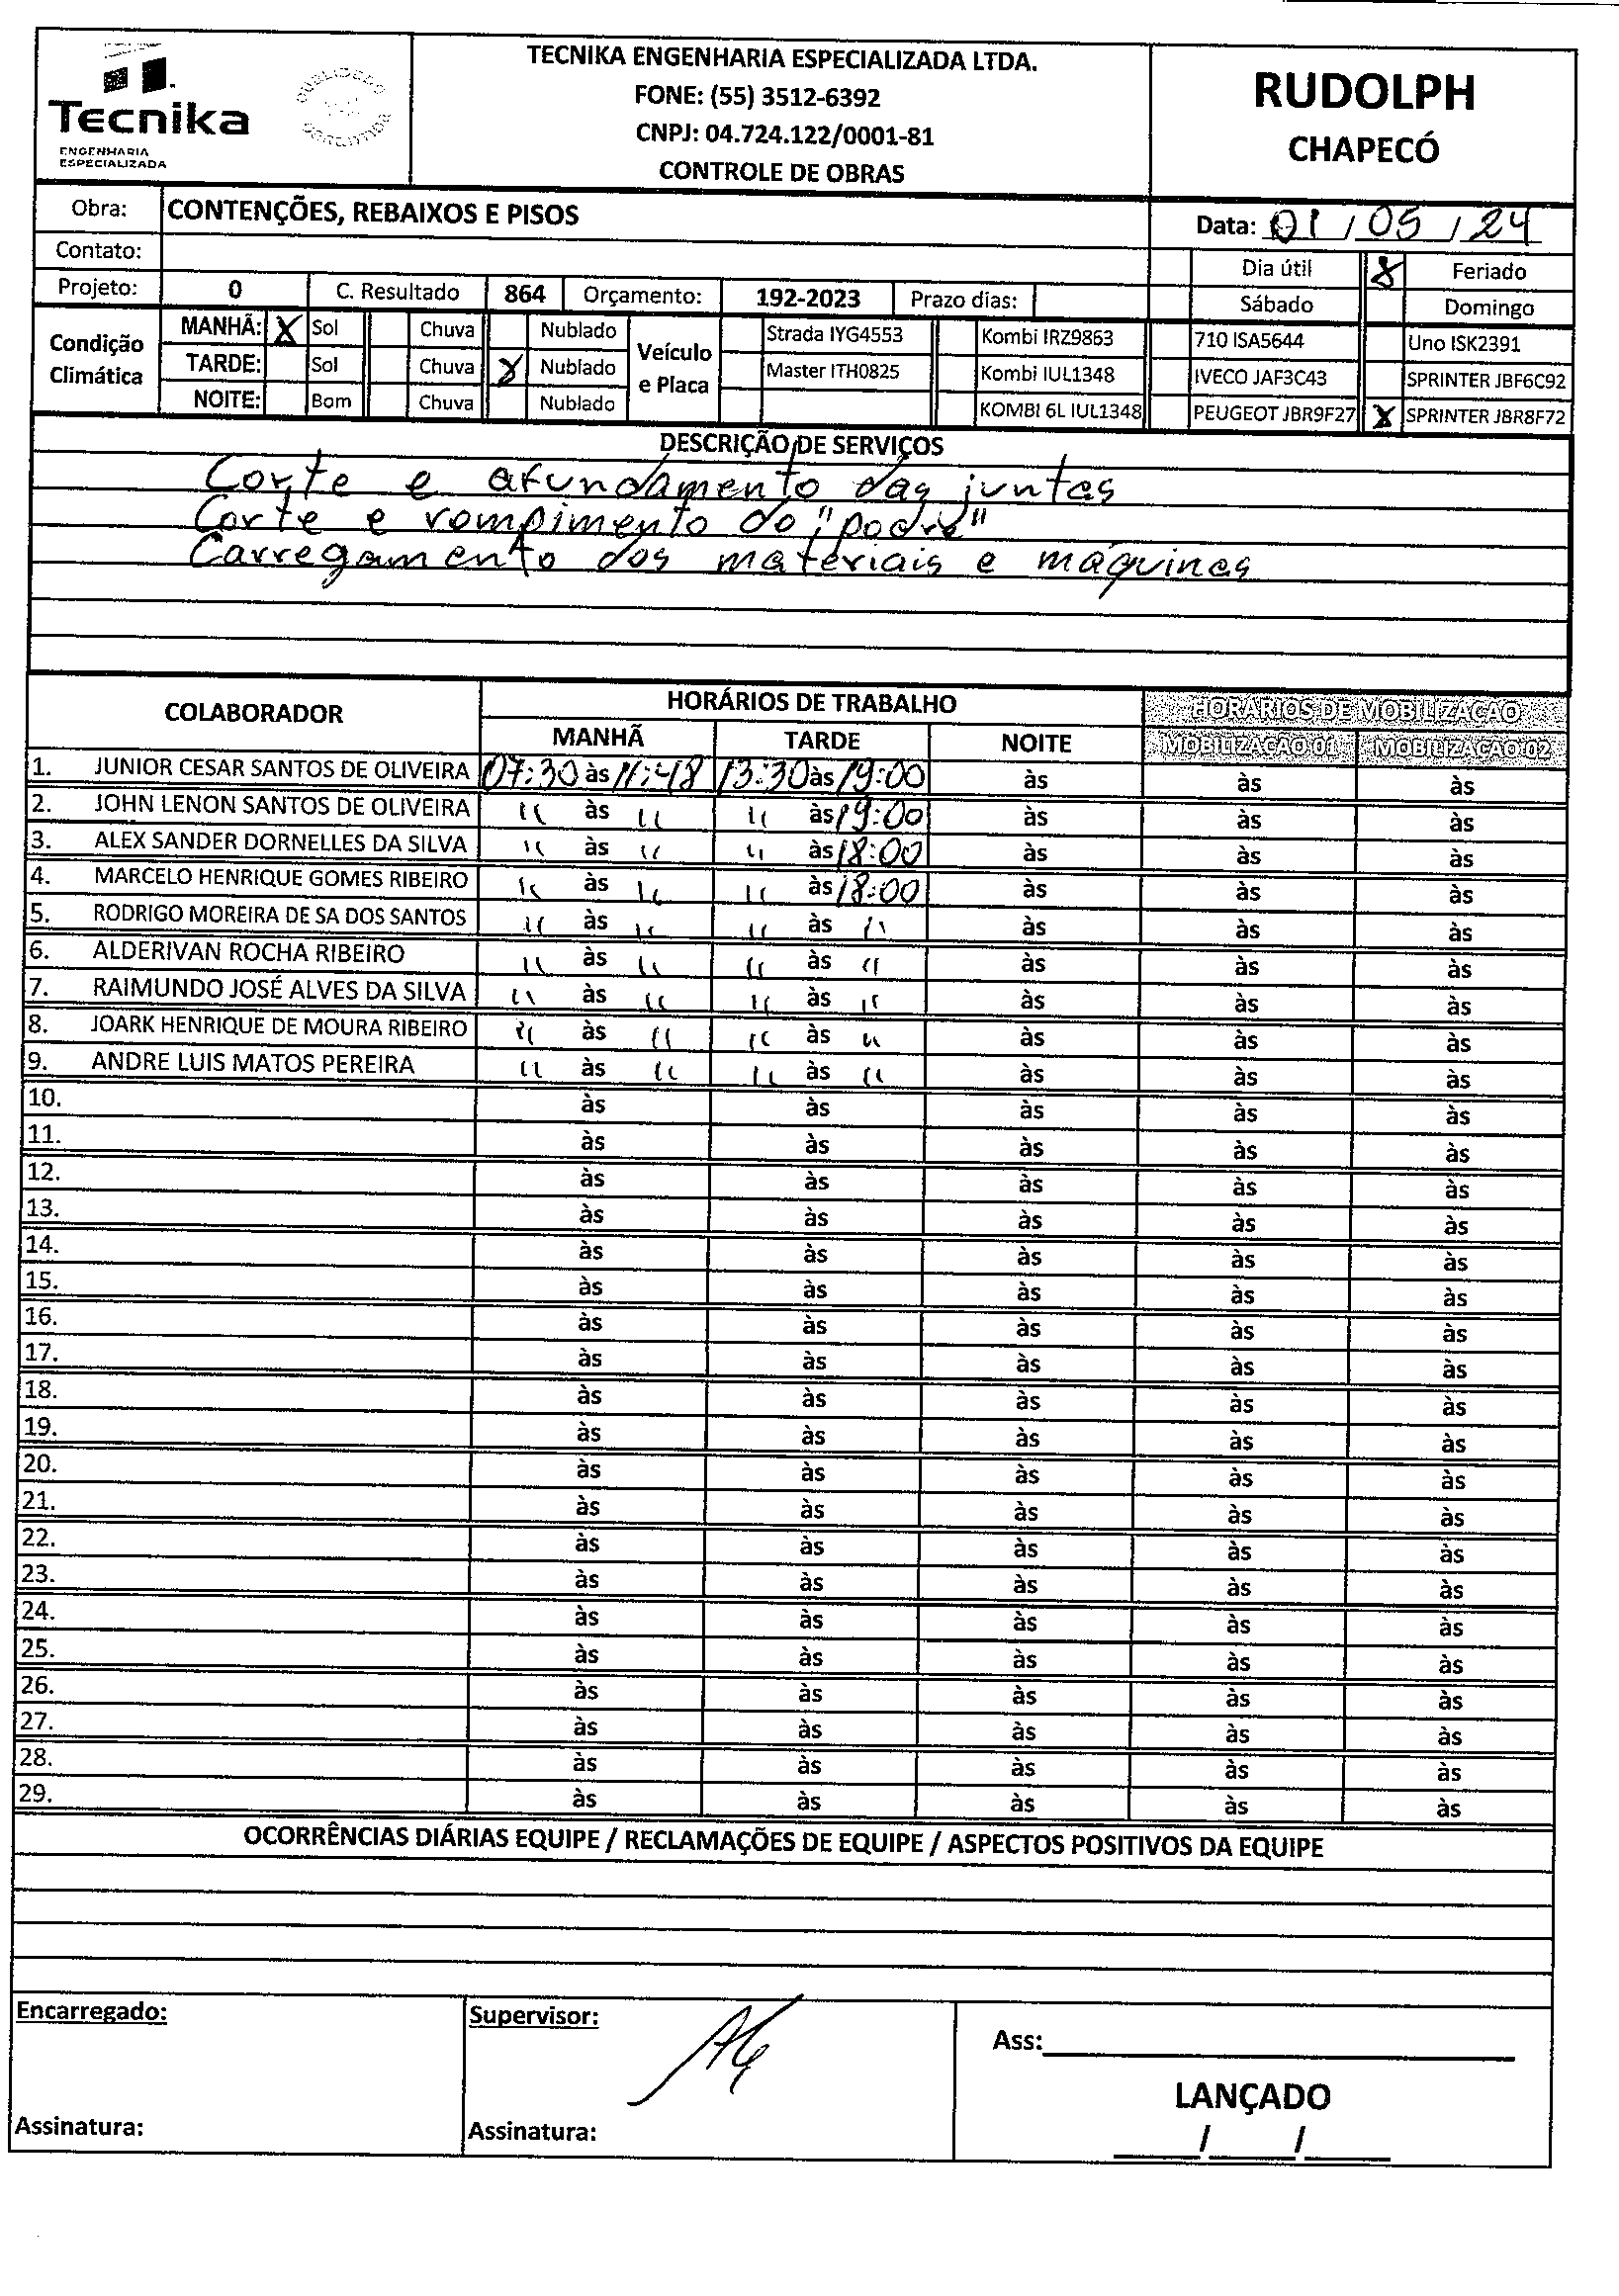 Tecnika
ENGENHARIA
ESPECIALIZADA
TECNIKA ENGENHARIA ESPECIALIZADA LTDA.
FONE: (55) 3512-6392
CNPJ: 04.724.122/0001-81
CONTROLE DE OBRAS
RUDOLPH
CHAPECÓ
Obra: CONTENÇÕES, REBAIXOS E PISOS
Data: 01/05/24
Contato:
Dia útil X Feriado
Projeto: 0 C. Resultado 864 Orçamento: 192-2023 Prazo dias:
Sábado Domingo
Condição Climática
MANHÃ: X Sol Chuva Nublado
TARDE: Sol Chuva X Nublado
NOITE: Bom Chuva Nublado
Veículo e Placa
Strada IYG4553 Kombi IRZ9863 710 ISA5644 Uno ISK2391
Master ITH0825 Kombi IUL1348 IVECO JAF3C43 SPRINTER JBF6C92
KOMBI 6L IUL1348 PEUGEOT JBR9F27 X SPRINTER JBR8F72
DESCRIÇÃO DE SERVIÇOS
Corte e afundamento das juntas
Corte e rompimento do "podre"
Carregamento dos materiais e máquinas
COLABORADOR HORÁRIOS DE TRABALHO HORÁRIOS DE MOBILIZAÇÃO
MANHÃ TARDE NOITE MOBILIZAÇÃO 01 MOBILIZAÇÃO 02
1. JUNIOR CESAR SANTOS DE OLIVEIRA 07:30 às 11:48 13:30 às 19:00 às às às
2. JOHN LENON SANTOS DE OLIVEIRA " às " " às 19:00 às às às
3. ALEX SANDER DORNELLES DA SILVA " às " " às 18:00 às às às
4. MARCELO HENRIQUE GOMES RIBEIRO " às " " às 18:00 às às às
5. RODRIGO MOREIRA DE SA DOS SANTOS " às " " às " às às às
6. ALDERIVAN ROCHA RIBEIRO " às " " às " às às às
7. RAIMUNDO JOSÉ ALVES DA SILVA " às " " às " às às às
8. JOARK HENRIQUE DE MOURA RIBEIRO " às " " às " às às às
9. ANDRE LUIS MATOS PEREIRA " às " " às " às às às
10. às às às às às
11. às às às às às
12. às às às às às
13. às às às às às
14. às às às às às
15. às às às às às
16. às às às às às
17. às às às às às
18. às às às às às
19. às às às às às
20. às às às às às
21. às às às às às
22. às às às às às
23. às às às às às
24. às às às às às
25. às às às às às
26. às às às às às
27. às às às às às
28. às às às às às
29. às às às às às
OCORRÊNCIAS DIÁRIAS EQUIPE / RECLAMAÇÕES DE EQUIPE / ASPECTOS POSITIVOS DA EQUIPE
Encarregado:
Assinatura:
Supervisor:
Assinatura:
Ass:
LANÇADO
/ /